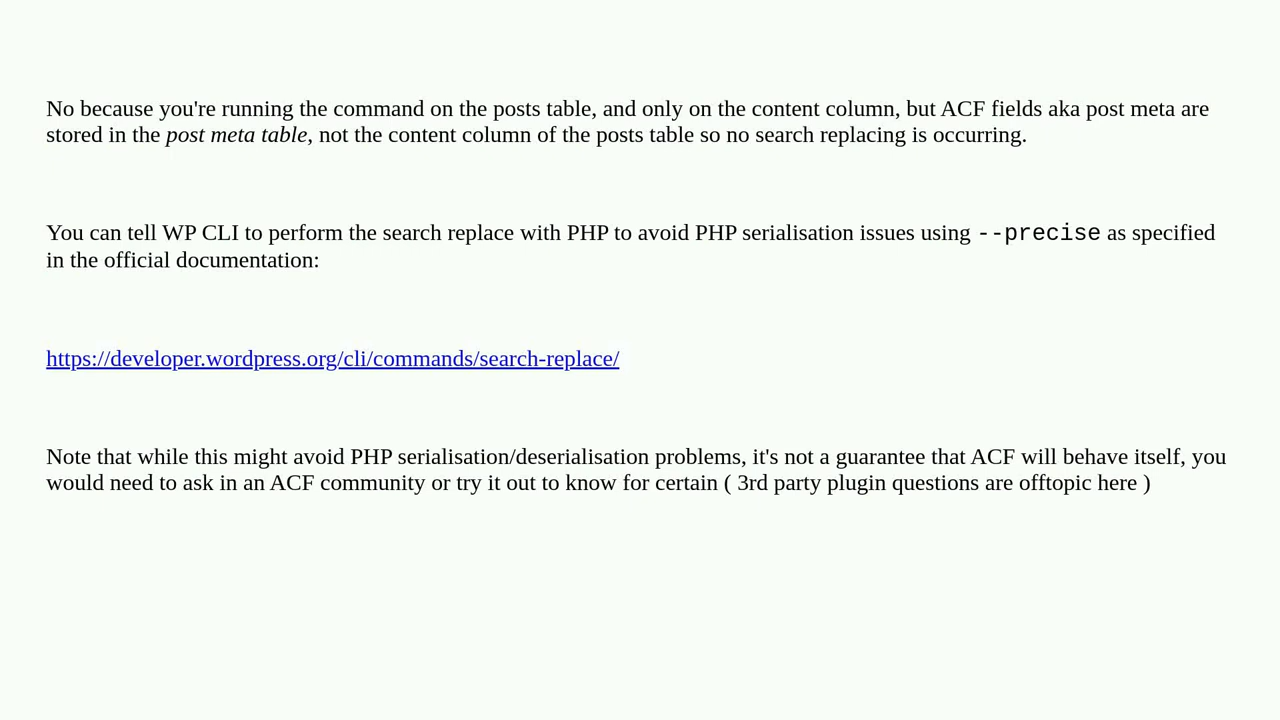 No because you're running the command on the posts table, and only on the content column, but ACF fields aka post meta are
stored in the post meta table, not the content column of the posts table so no search replacing is occurring.
You can tell WP CLI to perform the search replace with PHP to avoid PHP serialisation issues using --precise as specified
in the official documentation:
https://developer.wordpress.org/cli/commands/search-replace/
Note that while this might avoid PHP serialisation/deserialisation problems, it's not a guarantee that ACF will behave itself, you
would need to ask in an ACF community or try it out to know for certain ( 3rd party plugin questions are offtopic here )